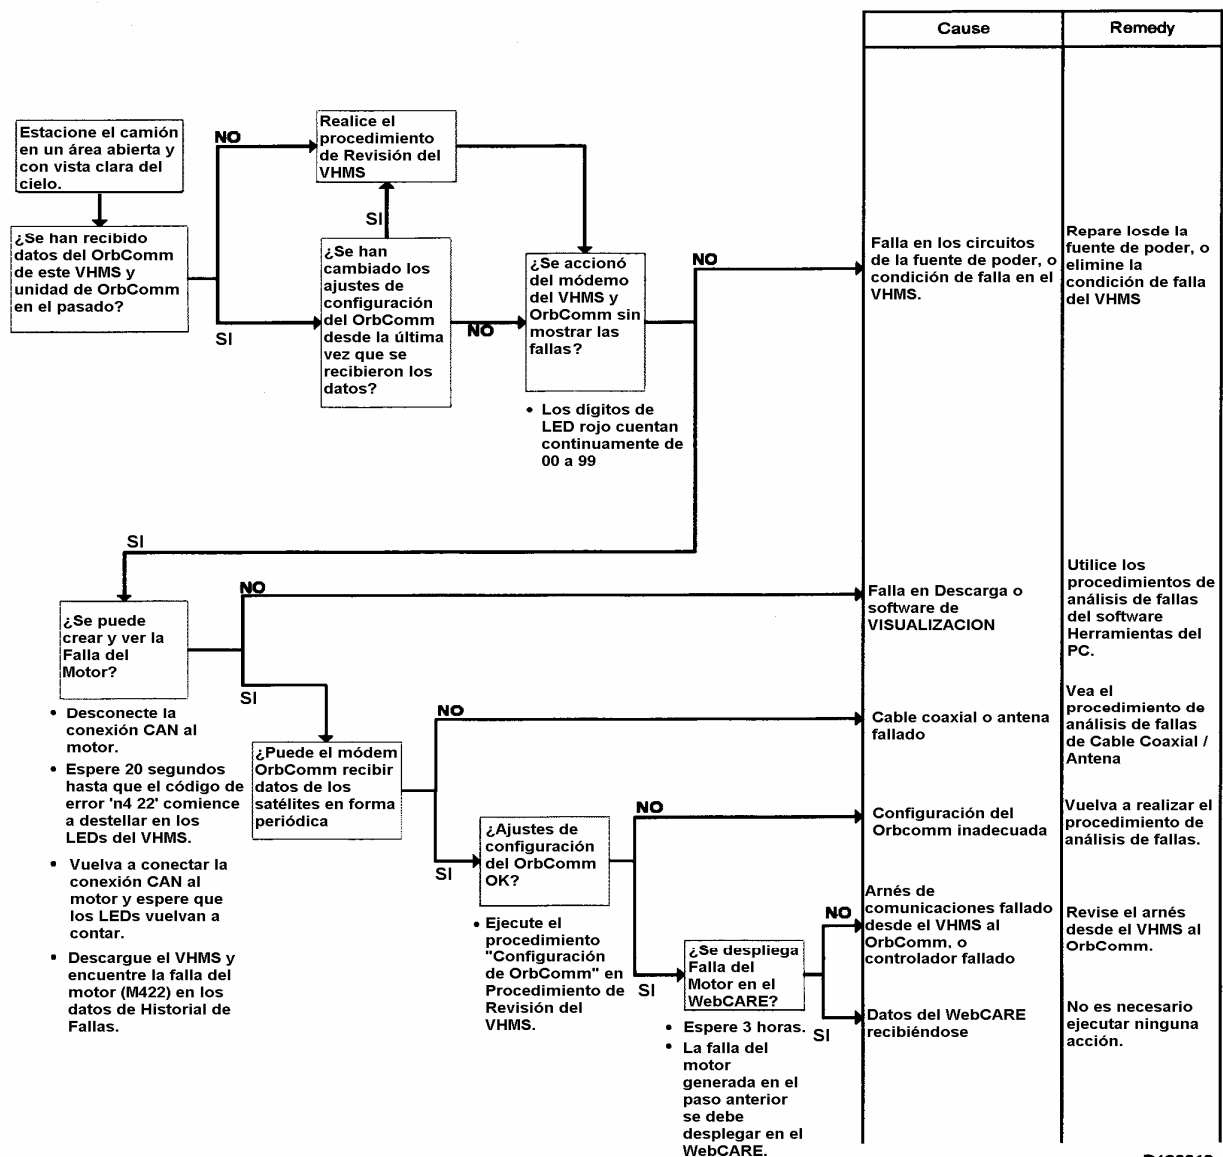 Cause
Remedy
Estacione el camión
en un área abierta y
con vista clara del
cielo.
NO
Realice el
procedimiento
de Revisión del
VHMS
SI
¿Se han recibido
datos del OrbComm
de este VHMS y
unidad de OrbComm
en el pasado?
SI
¿Se han
cambiado los
ajustes de
configuración
del OrbComm
desde la última
vez que se
recibieron los
datos?
NO
¿Se accionó
del módemo
del VHMS y
OrbComm sin
mostrar las
fallas?
• Los dígitos de
LED rojo cuentan
continuamente de
00 a 99
NO
Falla en los circuitos
de la fuente de poder, o
condición de falla en el
VHMS.
Repare losde la
fuente de poder, o
elimine la
condición de falla
del VHMS
SI
¿Se puede
crear y ver la
Falla del
Motor?
• Desconecte la
conexión CAN al
motor.
• Espere 20 segundos
hasta que el código de
error 'n4 22' comience
a destellar en los
LEDs del VHMS.
• Vuelva a conectar la
conexión CAN al
motor y espere que
los LEDs vuelvan a
contar.
• Descargue el VHMS y
encuentre la falla del
motor (M422) en los
datos de Historial de
Fallas.
NO
Falla en Descarga o
software de
VISUALIZACION
Utilice los
procedimientos de
análisis de fallas
del software
Herramientas del
PC.
SI
¿Puede el módem
OrbComm recibir
datos de los
satélites en forma
periódica
NO
Cable coaxial o antena
fallado
Vea el
procedimiento de
análisis de fallas
de Cable Coaxial /
Antena
SI
¿Ajustes de
configuración
del OrbComm
OK?
• Ejecute el
procedimiento
"Configuración
de OrbComm" en
Procedimiento de
Revisión del
VHMS.
NO
Configuración del
Orbcomm inadecuada
Vuelva a realizar el
procedimiento de
análisis de fallas.
SI
¿Se despliega
Falla del
Motor en el
WebCARE?
• Espere 3 horas.
• La falla del
motor
generada en el
paso anterior
se debe
desplegar en el
WebCARE.
NO
Arnés de
comunicaciones fallado
desde el VHMS al
OrbComm, o
controlador fallado
Revise el arnés
desde el VHMS al
OrbComm.
SI
Datos del WebCARE
recibiéndose
No es necesario
ejecutar ninguna
acción.